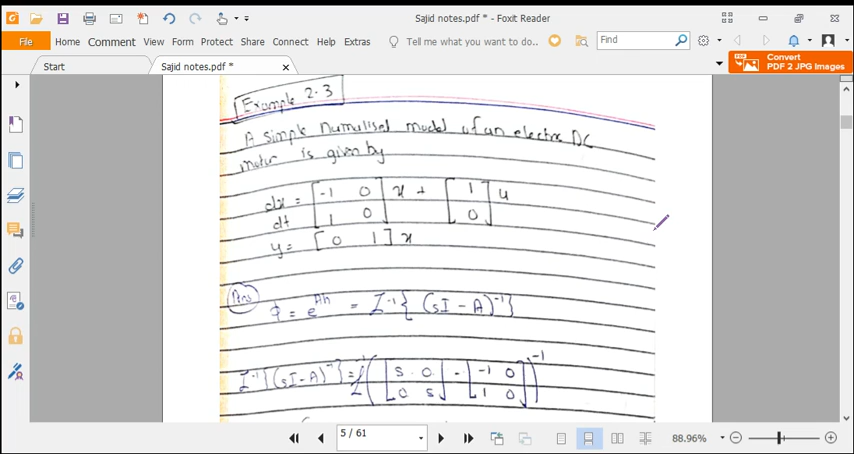 Sajid notes.pdf * - Foxit Reader
File Home Comment View Form Protect Share Connect Help Extras Tell me what you want to do.. Find
Start Sajid notes.pdf *
Convert
PDF 2 JPG Images
Example 2.3
A simple numalised model of an electro DC
motor is given by
dx/dt = [-1 0; 1 0] x + [1; 0] u
y = [0 1] x
Ans
Φ = e^Ah = L^-1 { (sI - A)^-1 }
L^-1 { (sI - A)^-1 } = L^-1 ( [s 0; 0 s] - [-1 0; 1 0] )^-1
5 / 61
88.96%